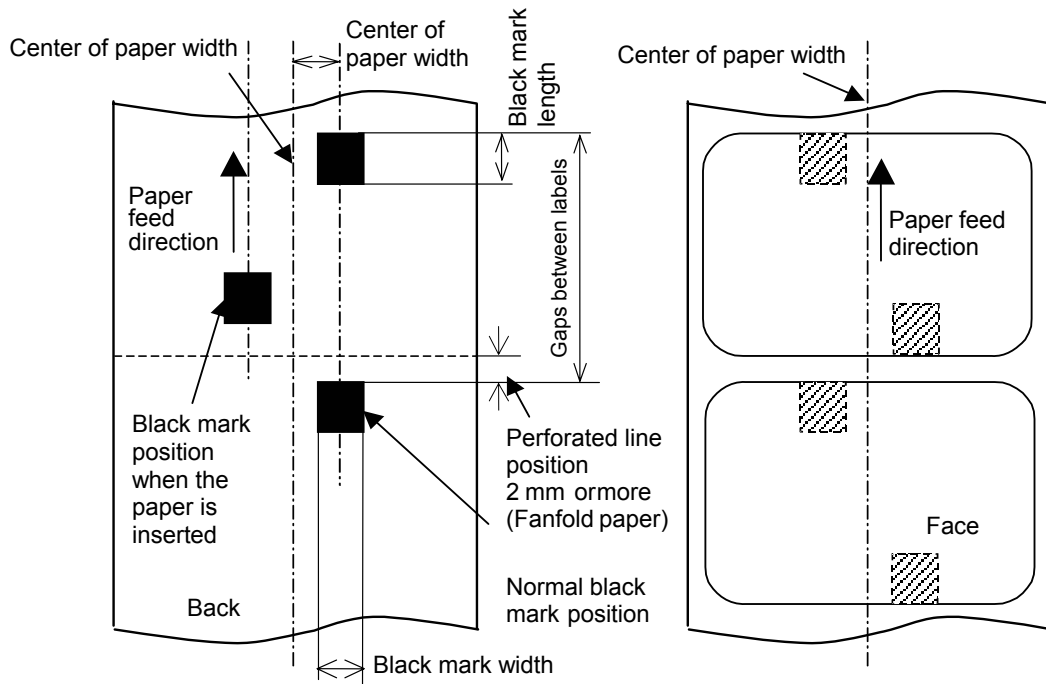 Center of paper width
Center of
paper width
Black mark
length
Center of paper width
Paper
feed
direction
Gaps between labels
Paper feed
direction
Black mark
position
when the
paper is
inserted
Perforated line
position
2 mm ormore
(Fanfold paper)
Face
Normal black
mark position
Back
Black mark width